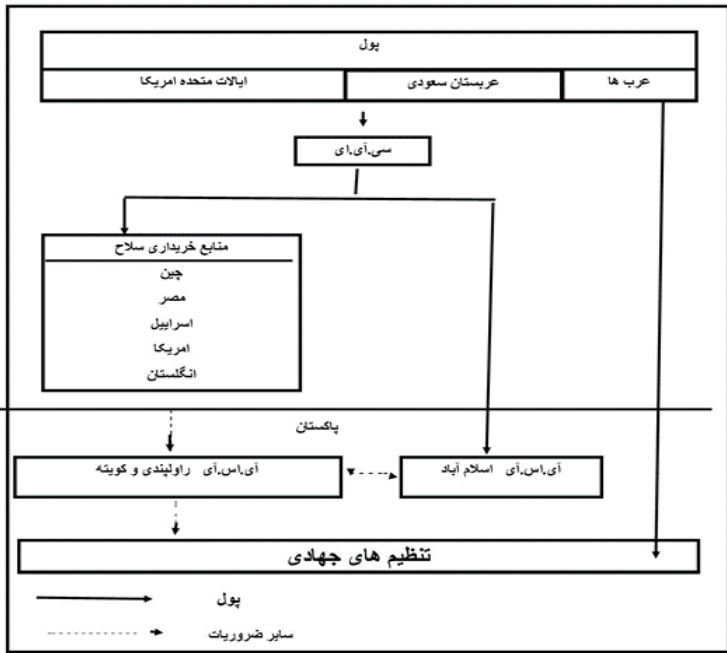 پول
عرب ها
عربستان سعودی
ایالات متحده امریکا
سی.آی.ای
منابع خریداری سلاح
چین
مصر
اسراییل
امریکا
انگلستان
پاکستان
آی.اس.آی اسلام آباد
آی.اس.آی راولپندی و کویته
تنظیم های جهادی
پول
سایر ضروریات